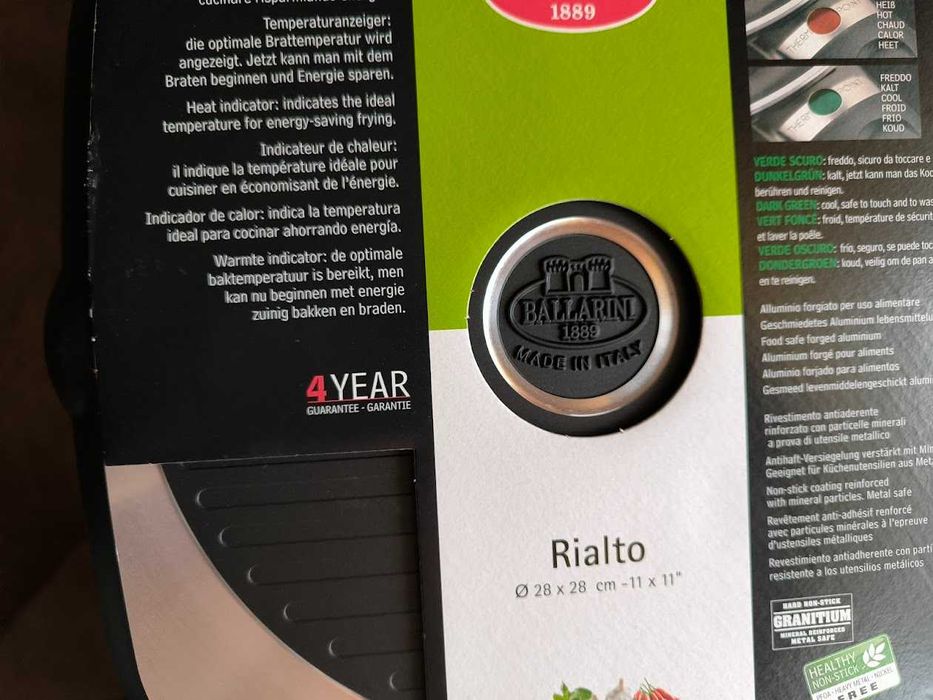 Temperaturanzeiger:
die optimale Brattemperatur wird
angezeigt. Jetzt kann man mit dem
Braten beginnen und Energie sparen.
Heat indicator: indicates the ideal
temperature for energy-saving frying.
Indicateur de chaleur:
il indique la température idéale pour
cuisiner en économisant de l'énergie.
Indicador de calor: indica la temperatura
ideal para cocinar ahorrando energía.
Warmte indicator: de optimale
baktemperatuur is bereikt, men
kan nu beginnen met energie
zuinig bakken en braden.
4 YEAR
GUARANTEE - GARANTIE
1889
BALLARINI
1889
MADE IN ITALY
Rialto
Ø 28 x 28 cm -11 x 11"
HEIß
HOT
CHAUD
CALOR
HEET
FREDDO
KALT
COOL
FROID
FRIO
KOUD
VERDE SCURO: freddo, sicuro da toccare e
DUNKELGRÜN: kalt, jetzt kann man das
berühren und reinigen.
DARK GREEN: cool, safe to touch and to
VERT FONCÉ: froid, température de
et laver la poêle.
VERDE OSCURO: frío, seguro, se puede
DONDERGROEN: koud, veilig om de pan
en te reinigen.
Alluminio forgiato per uso alimentare
Geschmiedetes Aluminium
Food safe forged aluminium
Aluminium forgé pour aliments
Aluminio forjado para alimentos
Gesmeed levenmiddelengeschickt
Rivestimento antiaderente
rinforzato con particelle minerali
a prova di utensile metallico
Antihaft-Versiegelung verstärkt mit
Geeignet für Küchenutensilien aus
Non-stick coating reinforced
with mineral particles. Metal safe
Revêtement anti-adhésif renforcé
avec particules minérales à l'epreuve
d'ustensiles métalliques
Revestimiento antiadherente con
resistente a los utensilios metálicos
HARD NON-STICK
GRANITIUM
MINERAL REINFORCED
METAL SAFE
HEALTHY
NON-STICK
PFOA - HEAVY METAL - NICKEL
FREE